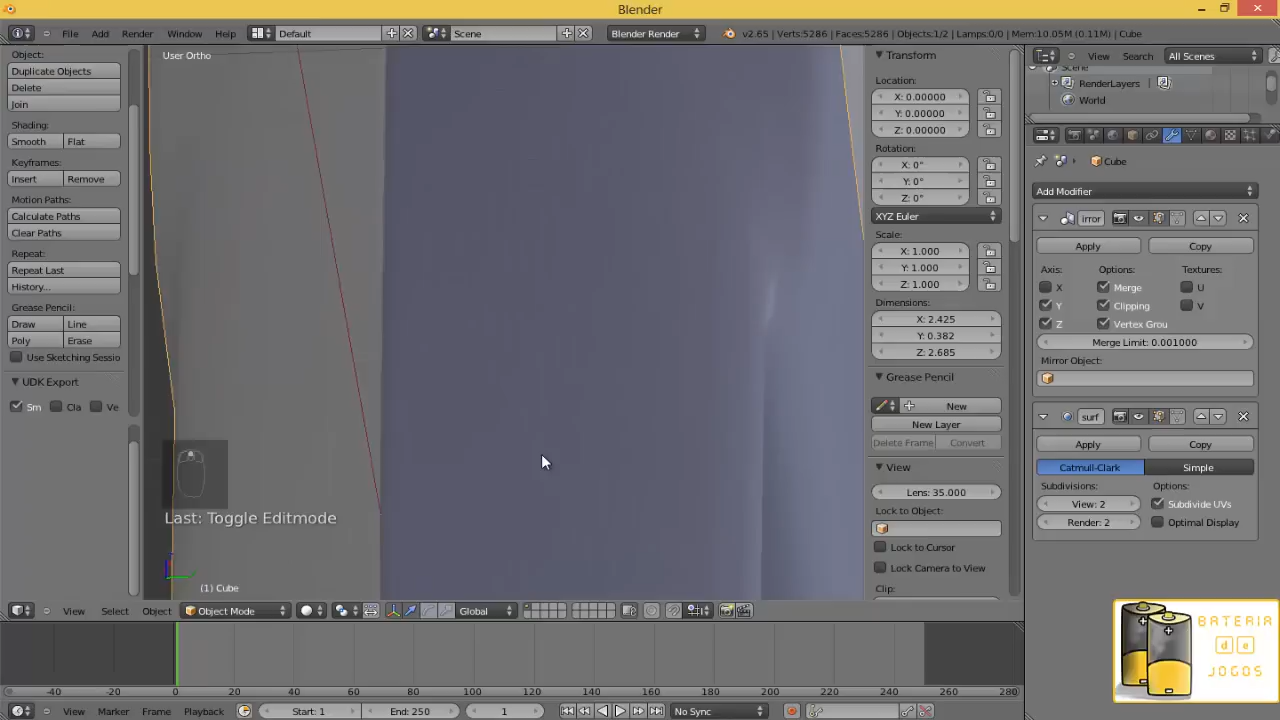 Blender
File Add Render Window Help Default Scene Blender Render v2.65 | Verts:5286 | Faces:5286 | Objects:1/2 | Lamps:0/0 | Mem:10.05M (0.11M) | Cube
Object:
Duplicate Objects
Delete
Join
Shading:
Smooth Flat
Keyframes:
Insert Remove
Motion Paths:
Calculate Paths
Clear Paths
Repeat:
Repeat Last
History...
Grease Pencil:
Draw Line
Poly Erase
Use Sketching Sessio
UDK Export
Sm Cla Ve
User Ortho
Last: Toggle Editmode
(1) Cube
Transform
Location:
X: 0.00000
Y: 0.00000
Z: 0.00000
Rotation:
X: 0°
Y: 0°
Z: 0°
XYZ Euler
Scale:
X: 1.000
Y: 1.000
Z: 1.000
Dimensions:
X: 2.425
Y: 0.382
Z: 2.685
Grease Pencil
New
New Layer
Delete Frame Convert
View
Lens: 35.000
Lock to Object:
Lock to Cursor
Lock Camera to View
Clip:
View Search All Scenes
Scene
RenderLayers |
World
Cube
Add Modifier
irror
Apply Copy
Axis: Options: Textures:
X Merge U
Y Clipping V
Z Vertex Grou
Merge Limit: 0.001000
Mirror Object:
surf
Apply Copy
Catmull-Clark Simple
Subdivisions: Options:
View: 2 Subdivide UVs
Render: 2 Optimal Display
View Select Object Object Mode Global
-40 -20 0 20 40 60 80 100 120 140 160 180 200 220 240 260 280
View Marker Frame Playback Start: 1 End: 250 1 No Sync
BATERIA
de
JOGOS